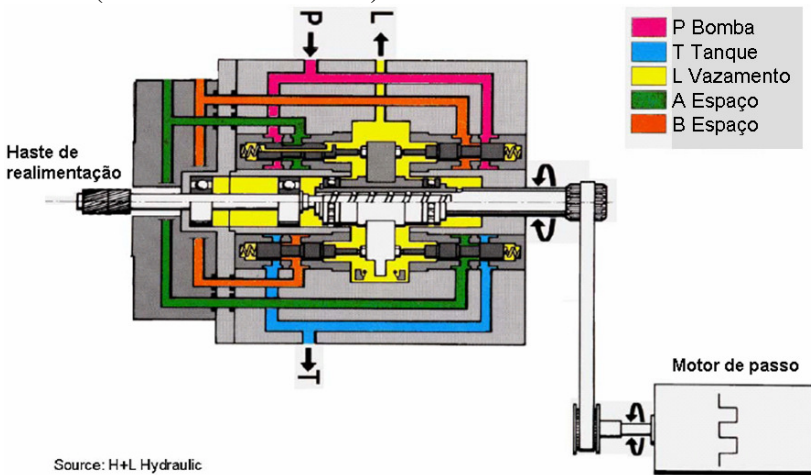 P
L
P Bomba
T Tanque
L Vazamento
A Espaço
B Espaço
Haste de
realimentação
T
Motor de passo
Source: H+L Hydraulic